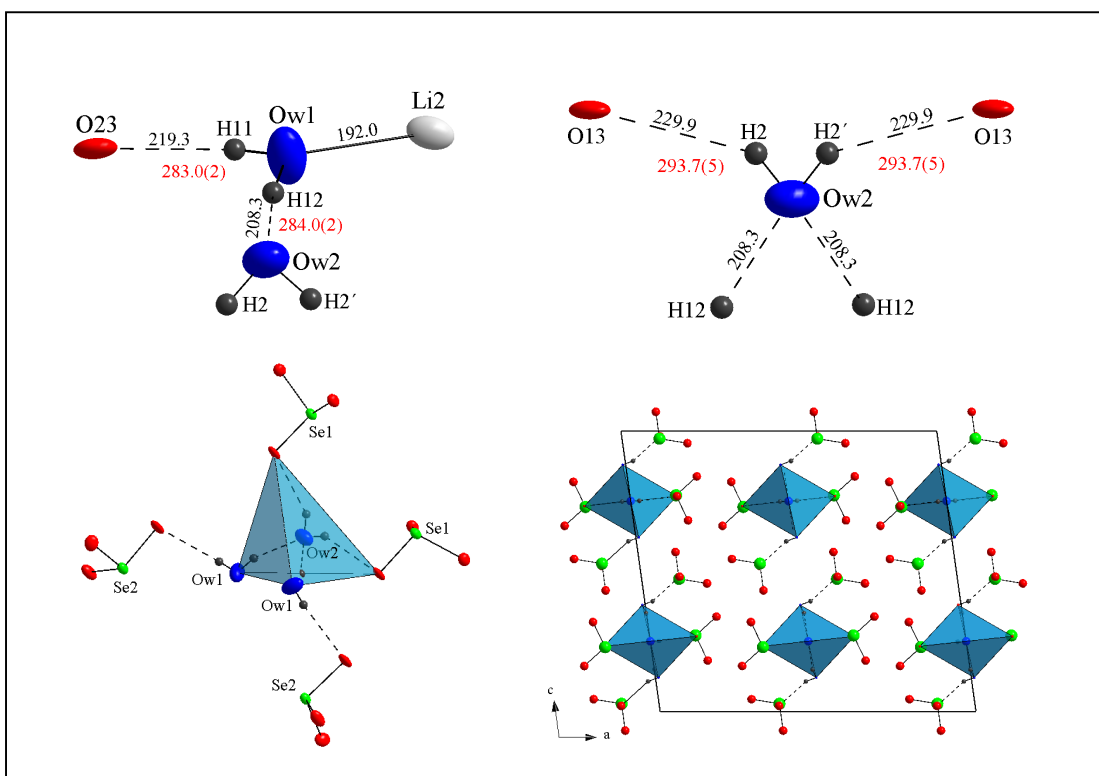 O23
219.3
H11
283.0(2)
Ow1
192.0
Li2
H12
208.3
284.0(2)
Ow2
H2
H2´
O13
229.9
H2
293.7(5)
H2´
229.9
293.7(5)
O13
Ow2
208.3
208.3
H12
H12
Se1
Se1
Ow2
Se2
Ow1
Ow1
Se2
c
a